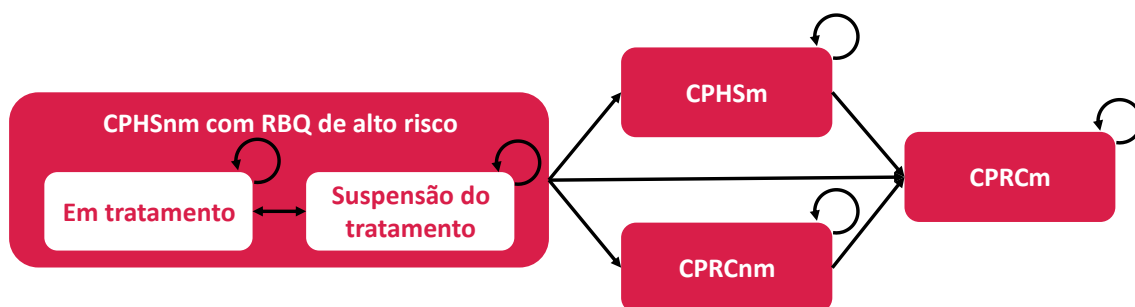 CPHSnm com RBQ de alto risco
Em tratamento
Suspensão do
tratamento
CPHSm
CPRCnm
CPRCm